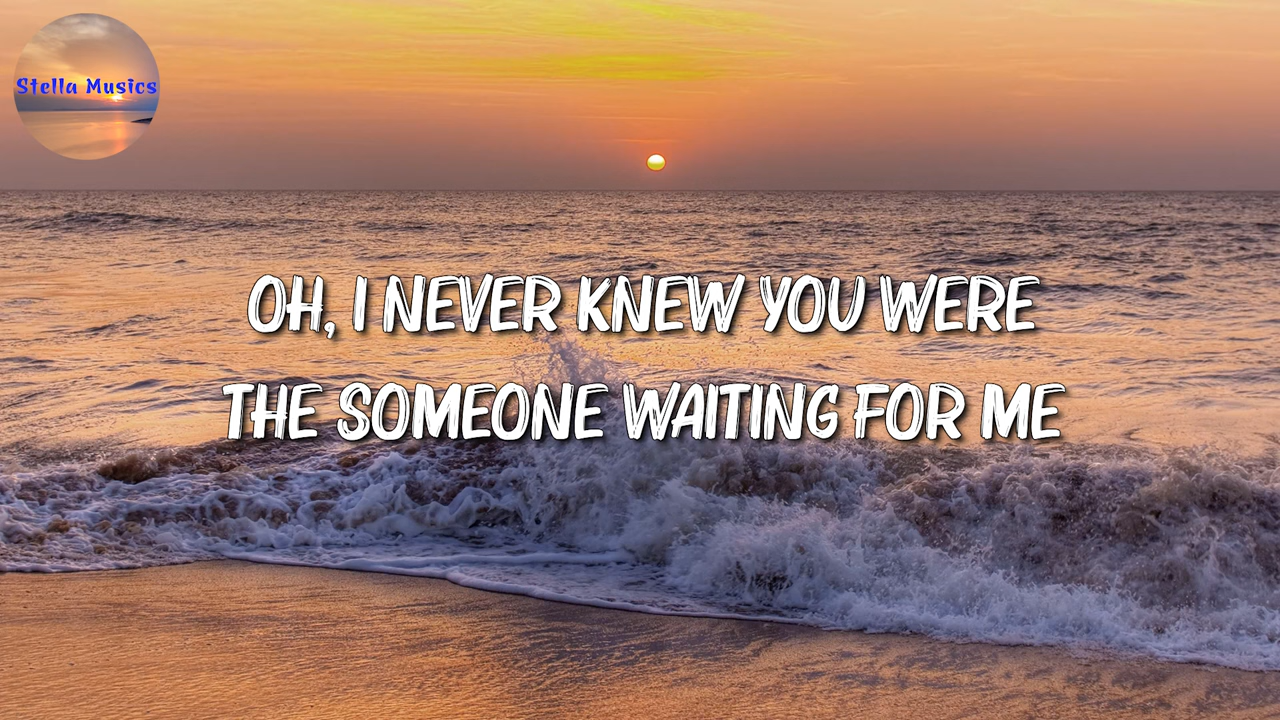 Stella Musics
OH, I NEVER KNEW YOU WERE
THE SOMEONE WAITING FOR ME